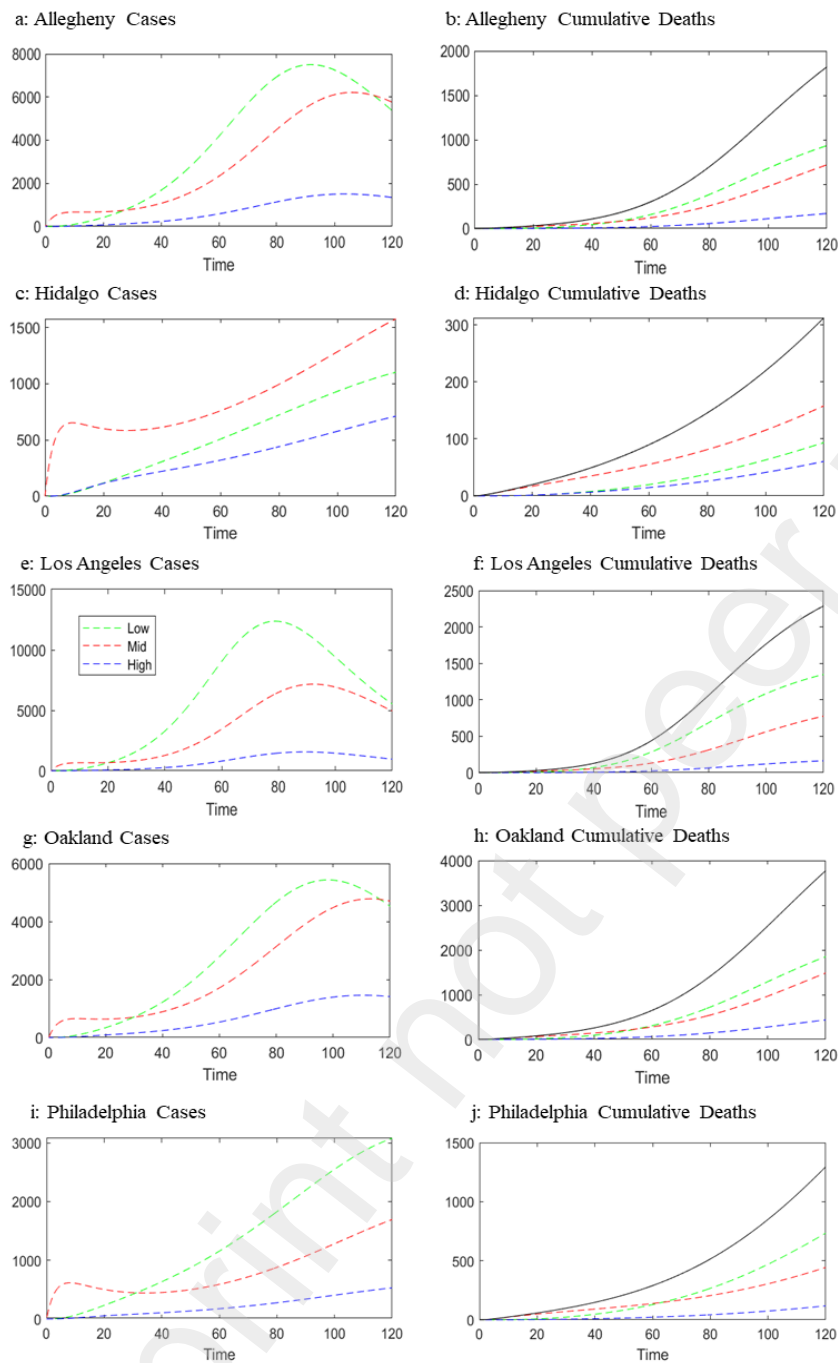 a: Allegheny Cases
8000
6000
4000
2000
0
0 20 40 60 80 100 120
Time
b: Allegheny Cumulative Deaths
2000
1500
1000
500
0
0 20 40 60 80 100 120
Time
c: Hidalgo Cases
1500
1000
500
0
0 20 40 60 80 100 120
Time
d: Hidalgo Cumulative Deaths
300
200
100
0
0 20 40 60 80 100 120
Time
e: Los Angeles Cases
15000
10000
5000
0
Low
Mid
High
0 20 40 60 80 100 120
Time
f: Los Angeles Cumulative Deaths
2500
2000
1500
1000
500
0
0 20 40 60 80 100 120
Time
g: Oakland Cases
6000
4000
2000
0
0 20 40 60 80 100 120
Time
h: Oakland Cumulative Deaths
4000
3000
2000
1000
0
0 20 40 60 80 100 120
Time
i: Philadelphia Cases
3000
2000
1000
0
0 20 40 60 80 100 120
Time
j: Philadelphia Cumulative Deaths
1500
1000
500
0
0 20 40 60 80 100 120
Time
print not peer